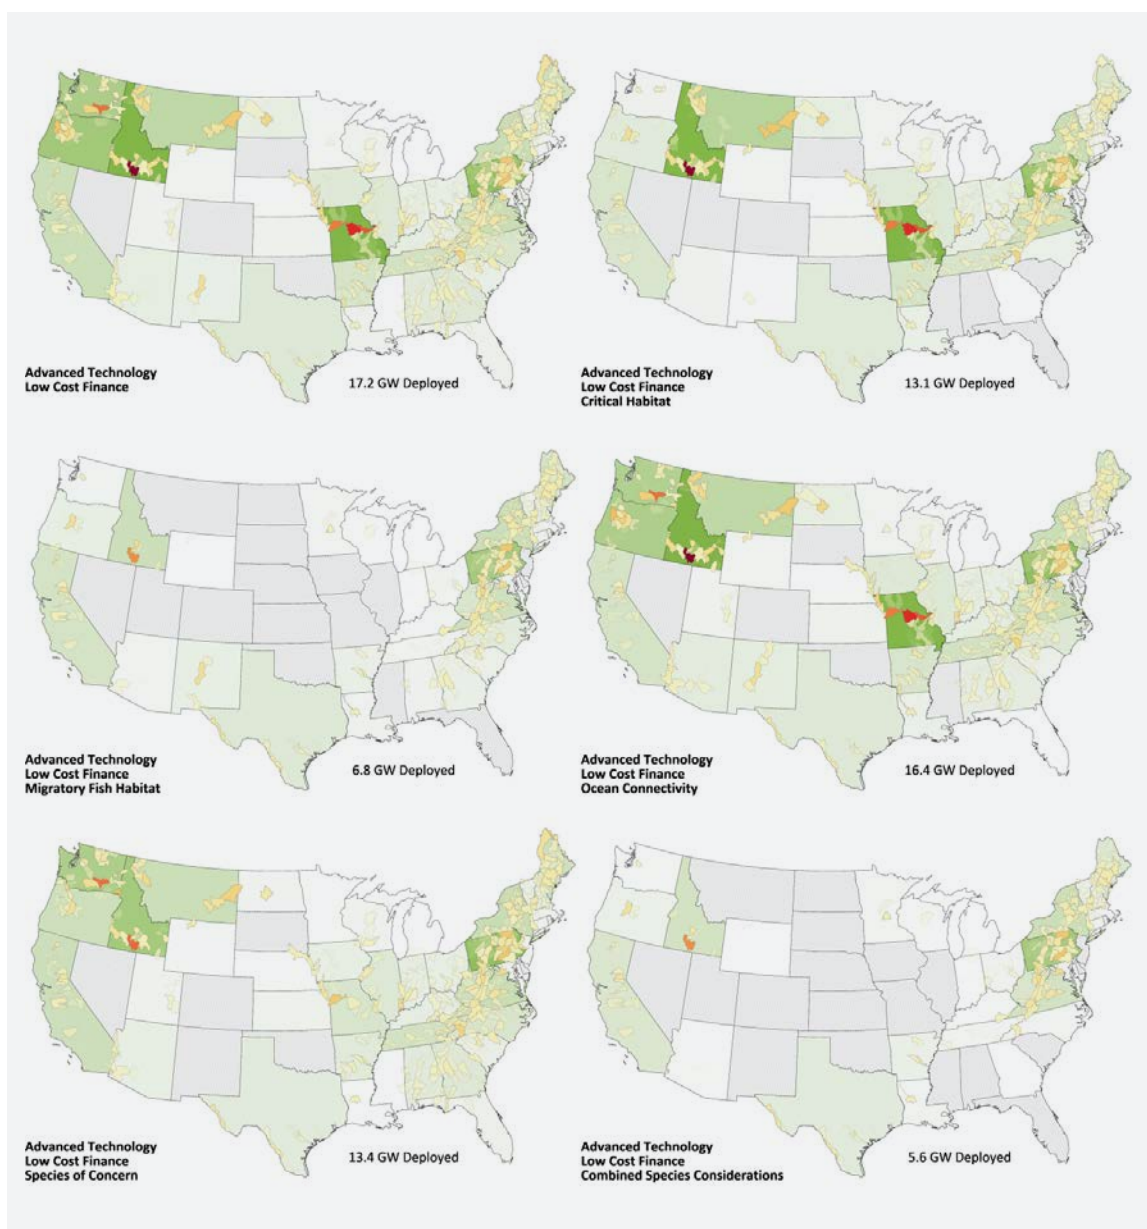 Advanced Technology
Low Cost Finance
17.2 GW Deployed
Advanced Technology
Low Cost Finance
Critical Habitat
13.1 GW Deployed
Advanced Technology
Low Cost Finance
Migratory Fish Habitat
6.8 GW Deployed
Advanced Technology
Low Cost Finance
Ocean Connectivity
16.4 GW Deployed
Advanced Technology
Low Cost Finance
Species of Concern
13.4 GW Deployed
Advanced Technology
Low Cost Finance
Combined Species Considerations
5.6 GW Deployed